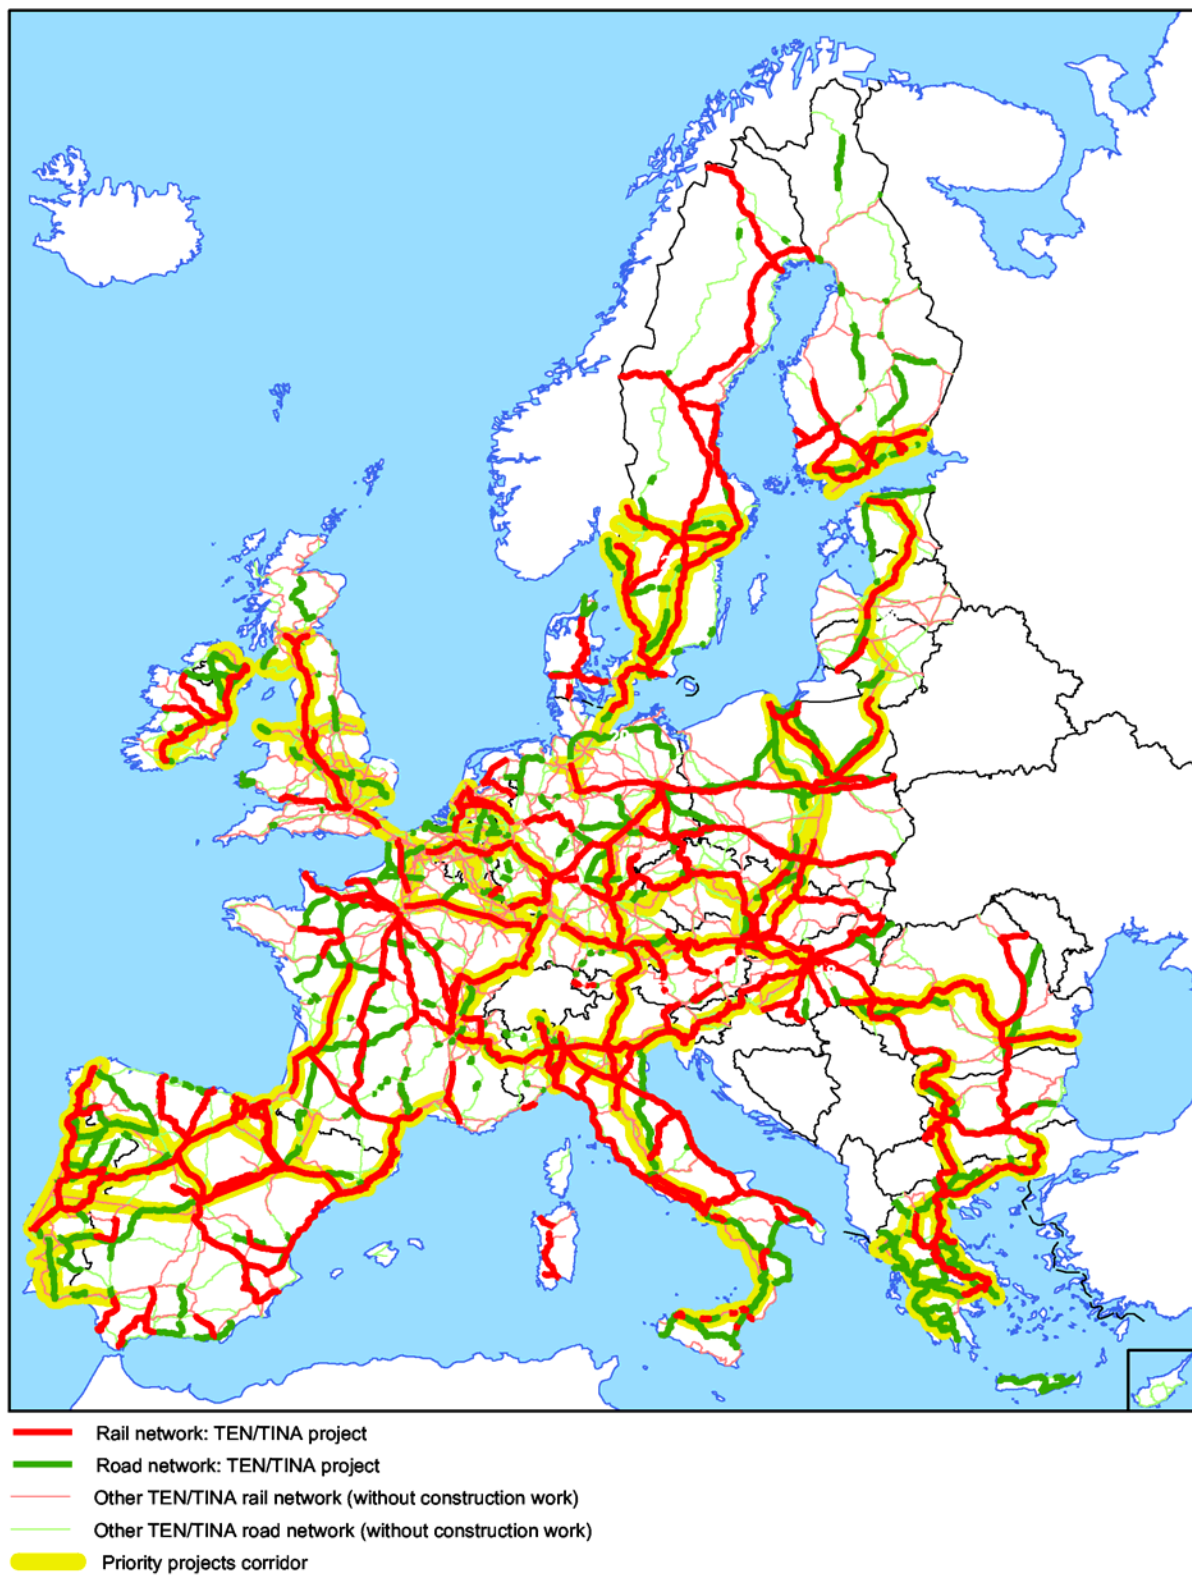 Rail network: TEN/TINA project
Road network: TEN/TINA project
Other TEN/TINA rail network (without construction work)
Other TEN/TINA road network (without construction work)
Priority projects corridor